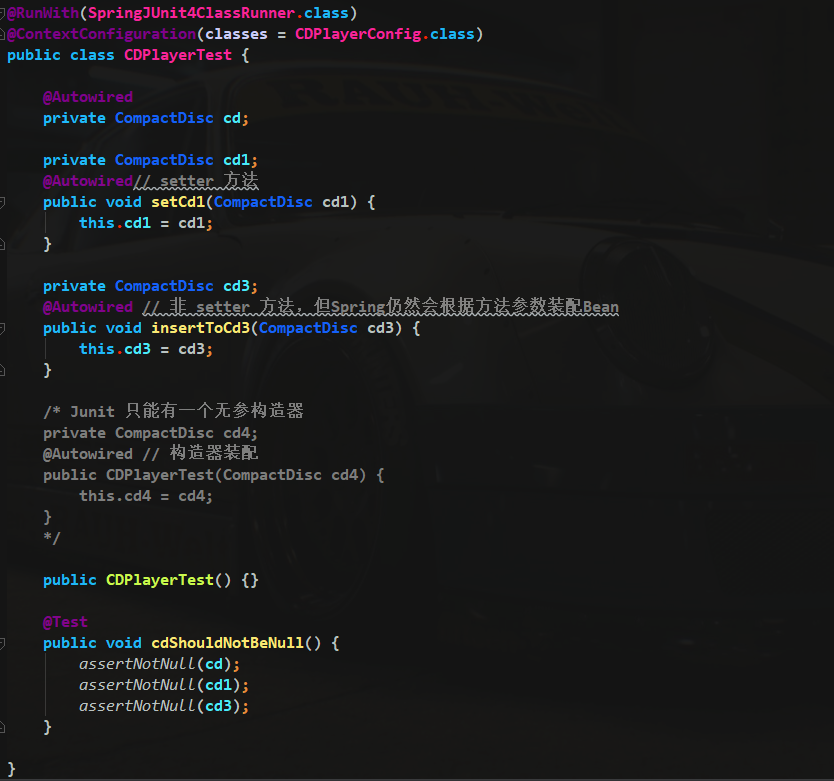 @RunWith(SpringJUnit4ClassRunner.class)
@ContextConfiguration(classes = CDPlayerConfig.class)
public class CDPlayerTest {
@Autowired
private CompactDisc cd;
private CompactDisc cd1;
@Autowired// setter 方法
public void setCd1(CompactDisc cd1) {
this.cd1 = cd1;
}
private CompactDisc cd3;
@Autowired // 非 setter 方法，但Spring仍然会根据方法参数装配Bean
public void insertToCd3(CompactDisc cd3) {
this.cd3 = cd3;
}
/* Junit 只能有一个无参构造器
private CompactDisc cd4;
@Autowired // 构造器装配
public CDPlayerTest(CompactDisc cd4) {
this.cd4 = cd4;
}
*/
public CDPlayerTest() {}
@Test
public void cdShouldNotBeNull() {
assertNotNull(cd);
assertNotNull(cd1);
assertNotNull(cd3);
}
}